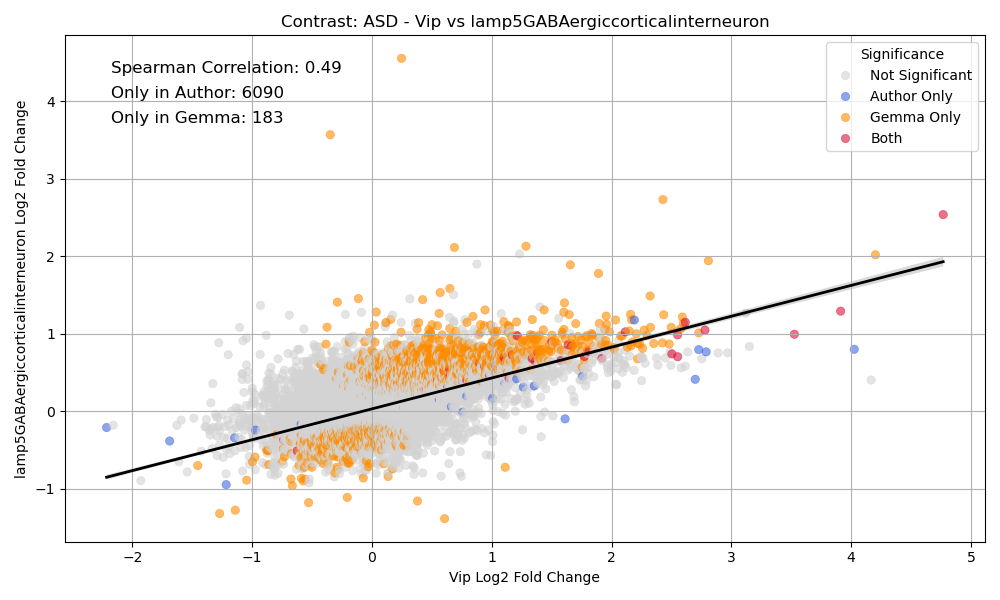 Contrast: ASD - Vip vs lamp5GABAergiccorticalinterneuron
Spearman Correlation: 0.49
Only in Author: 6090
Only in Gemma: 183
Significance
Not Significant
Author Only
Gemma Only
Both
lamp5GABAergiccorticalinterneuron Log2 Fold Change
4
3
2
1
0
−1
−2
−1
0
1
2
3
4
5
Vip Log2 Fold Change